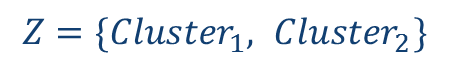 Z = {Cluster₁, Cluster₂}